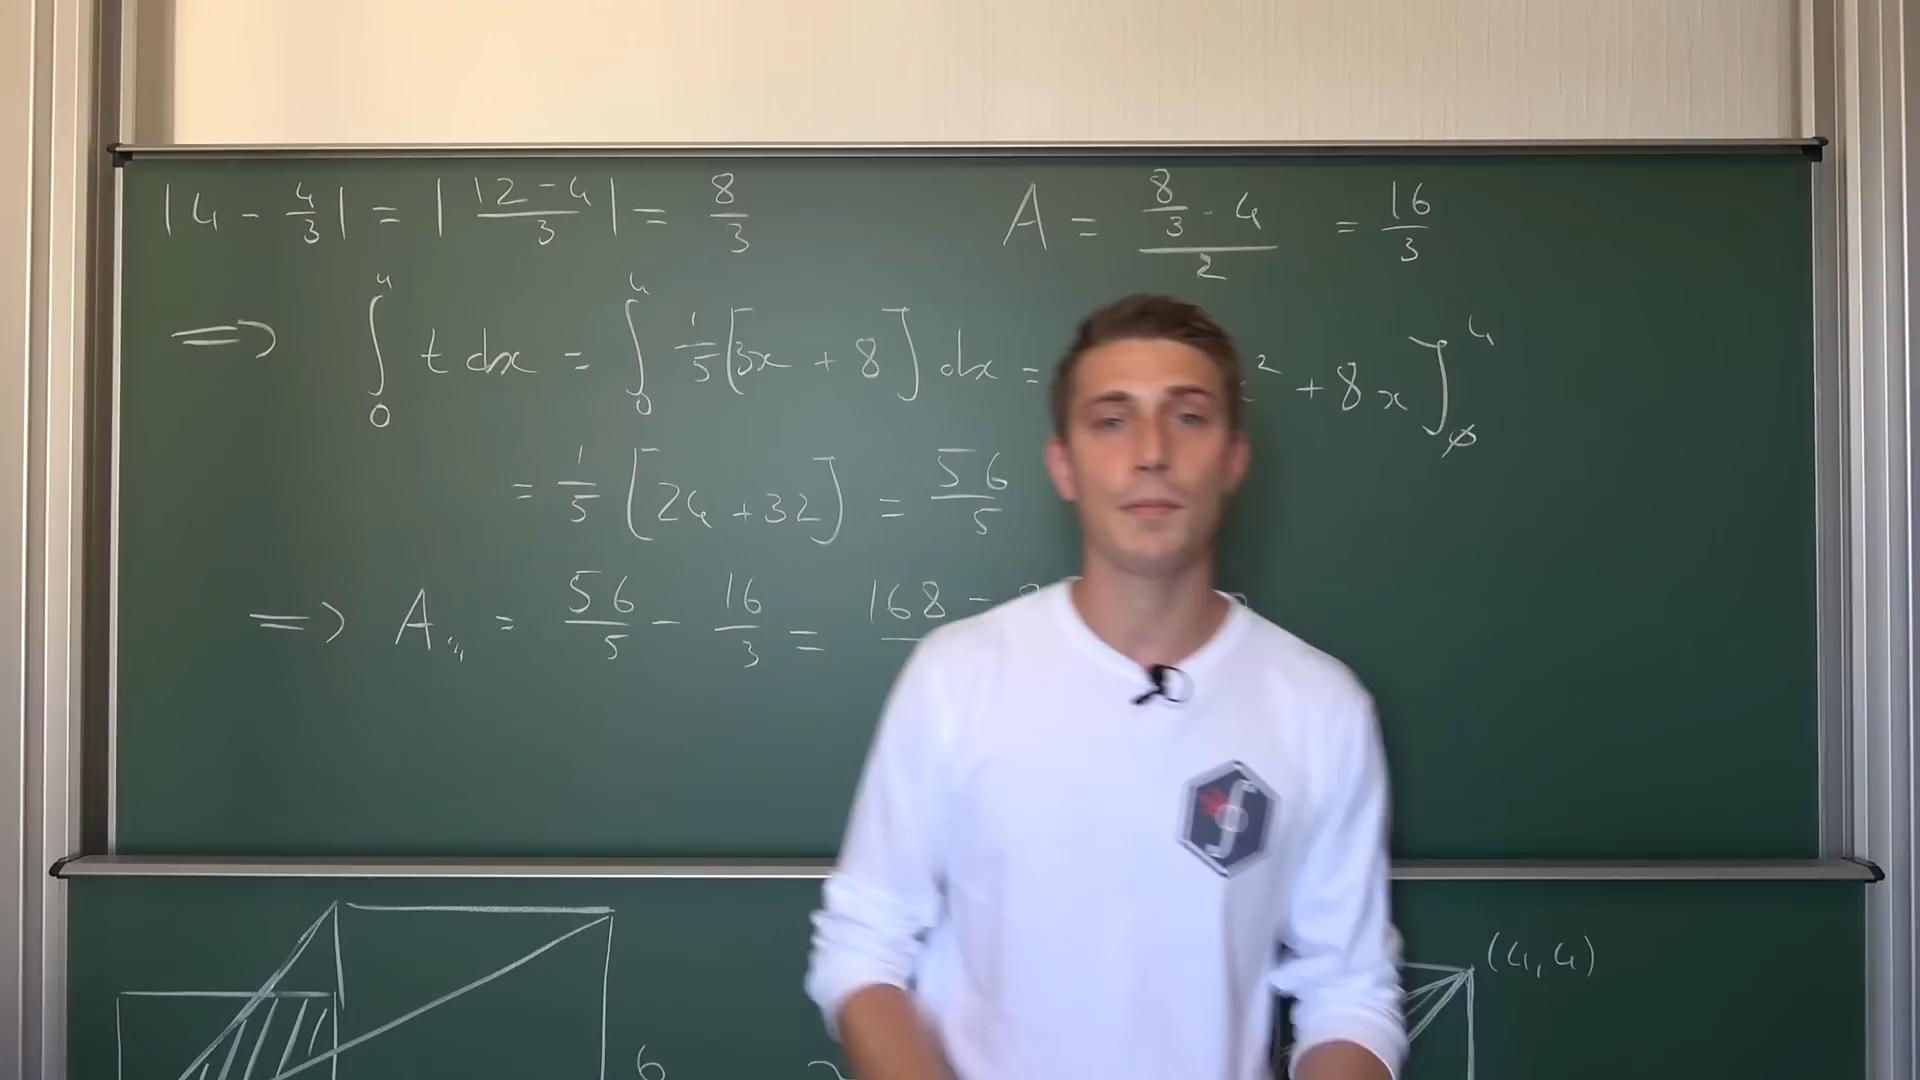 |4 - 4/3| = |(12 - 4)/3| = 8/3    A = (8/3 · 4)/2 = 16/3
⟹ ∫₀⁴ t dx = ∫₀⁴ 1/5 [3x + 8] dx = ² + 8x]₀⁴
= 1/5 [24 + 32] = 56/5
⟹ A = 56/5 - 16/3 = 168 -
(4,4)
6